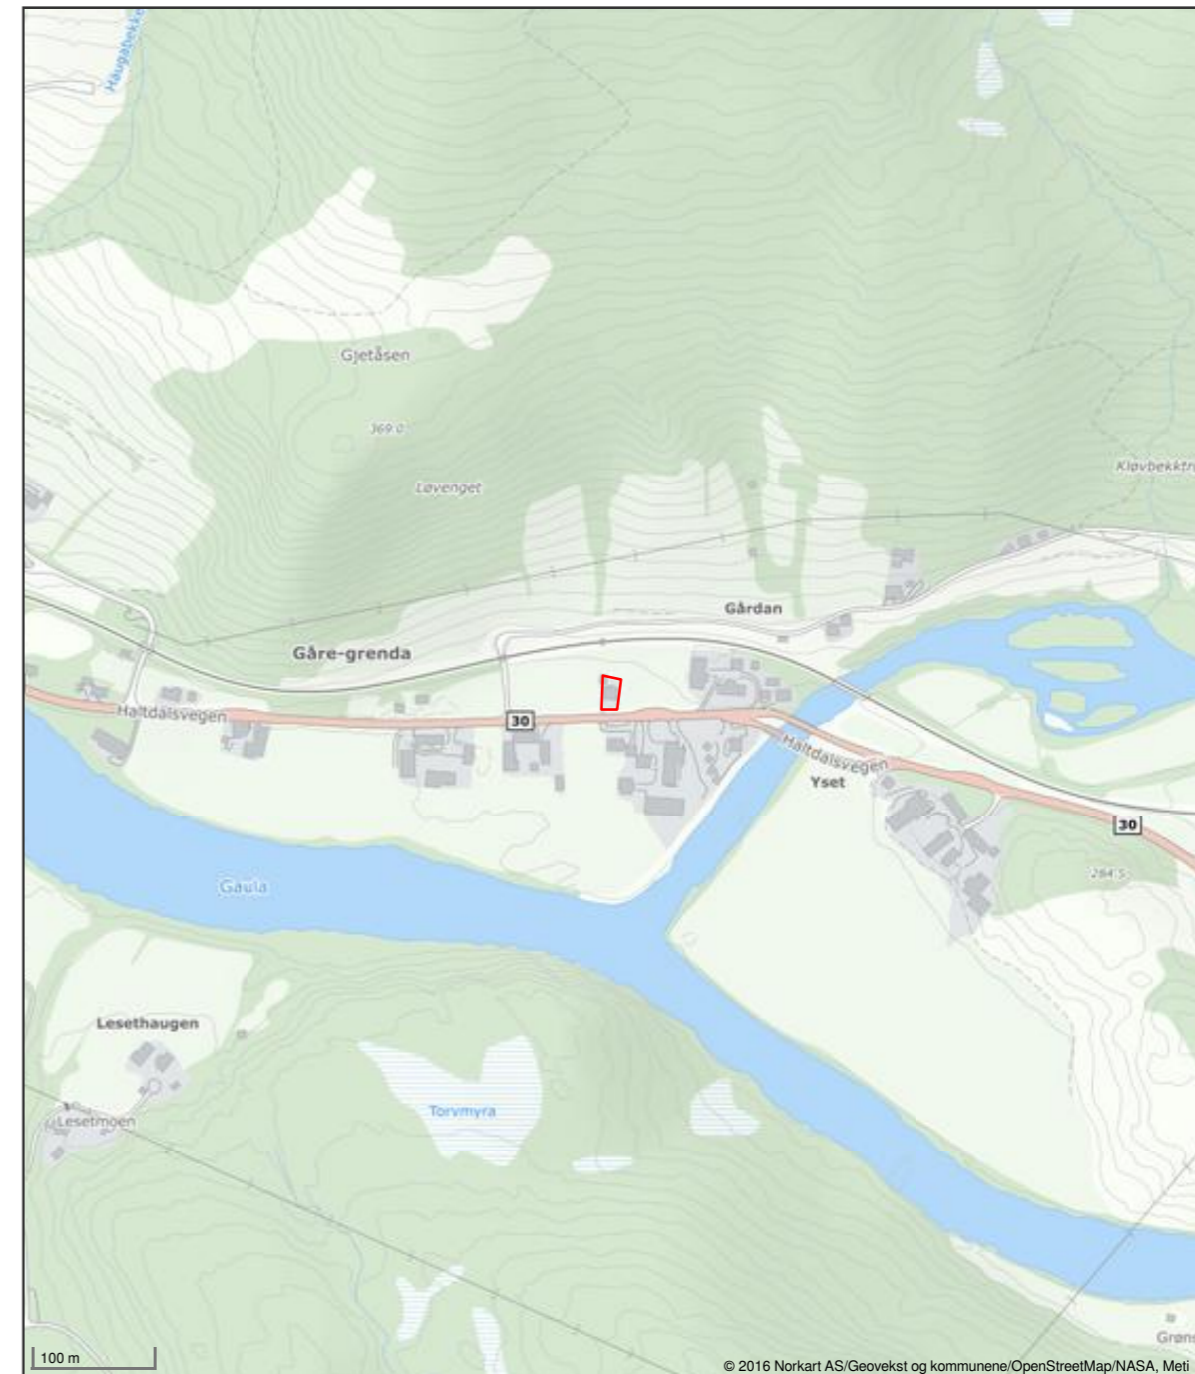 Haugabekke
Gjetåsen
369.0
Løvenget
Kløvbekktr
Gårdan
Gåre-grenda
Haltdalsvegen
30
Haltdalsvegen
Yset
30
284.5
Gaula
Lesethaugen
Torvmyra
Lesetmoen
Grøns
100 m
© 2016 Norkart AS/Geovekst og kommunene/OpenStreetMap/NASA, Meti